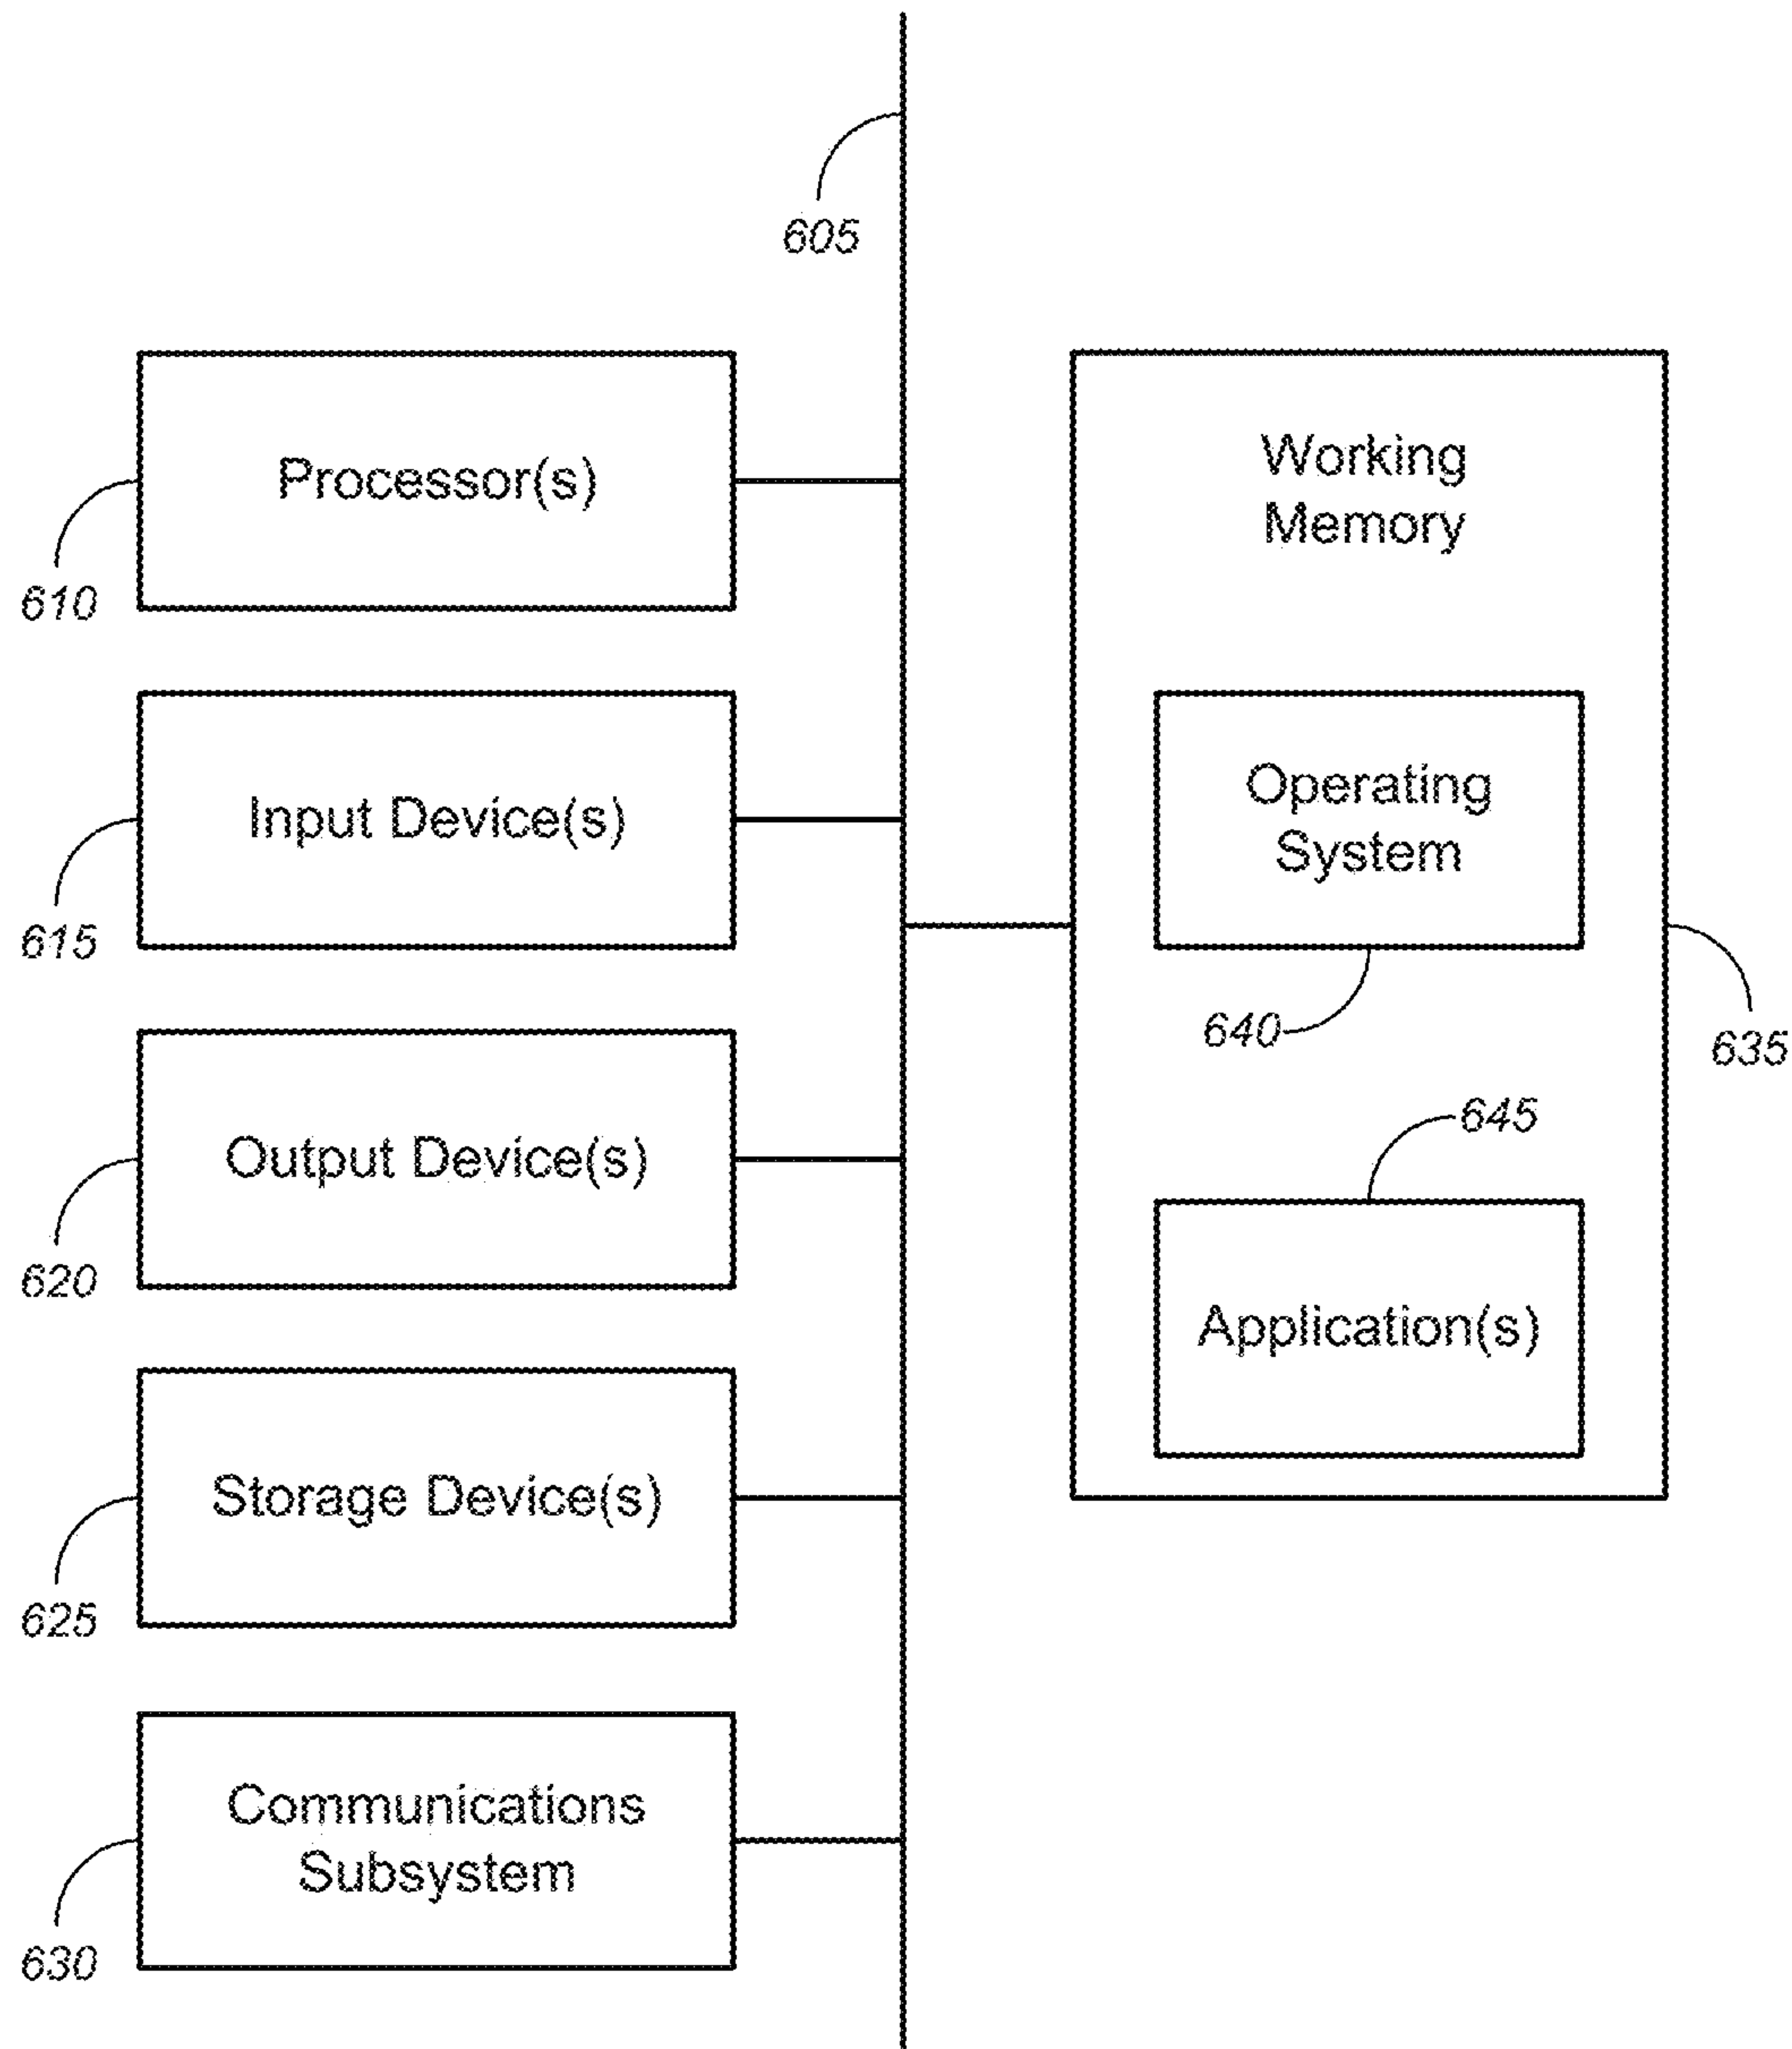 605
Processor(s)
610
Input Device(s)
615
Output Device(s)
620
Storage Device(s)
625
Communications
Subsystem
630
Working
Memory
Operating
System
640
635
645
Application(s)